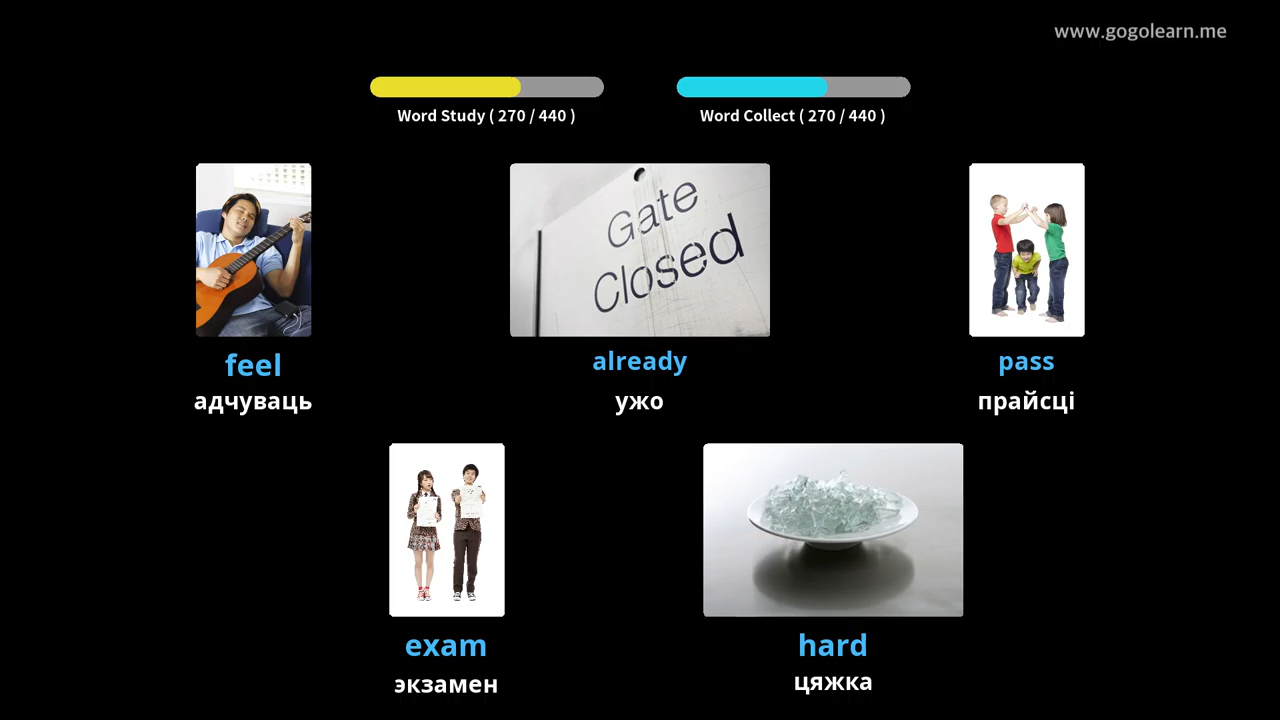 www.gogolearn.me
Word Study ( 270 / 440 )
Word Collect ( 270 / 440 )
Gate
Closed
feel
адчуваць
already
ужо
pass
прайсці
exam
экзамен
hard
цяжка